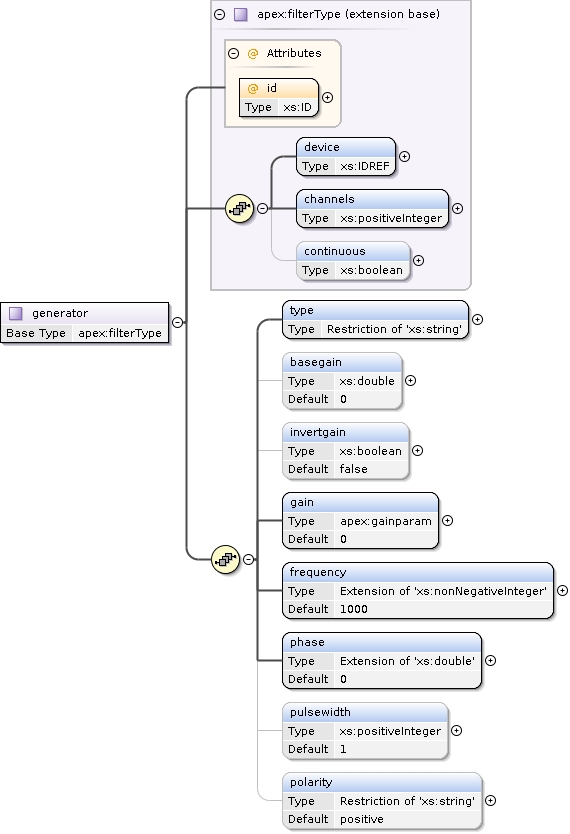 apex:filterType (extension base)
@ Attributes
@ id
Type xs:ID
device
Type xs:IDREF
channels
Type xs:positiveInteger
continuous
Type xs:boolean
generator
Base Type apex:filterType
type
Type Restriction of 'xs:string'
basegain
Type xs:double
Default 0
invertgain
Type xs:boolean
Default false
gain
Type apex:gainparam
Default 0
frequency
Type Extension of 'xs:nonNegativeInteger'
Default 1000
phase
Type Extension of 'xs:double'
Default 0
pulsewidth
Type xs:positiveInteger
Default 1
polarity
Type Restriction of 'xs:string'
Default positive